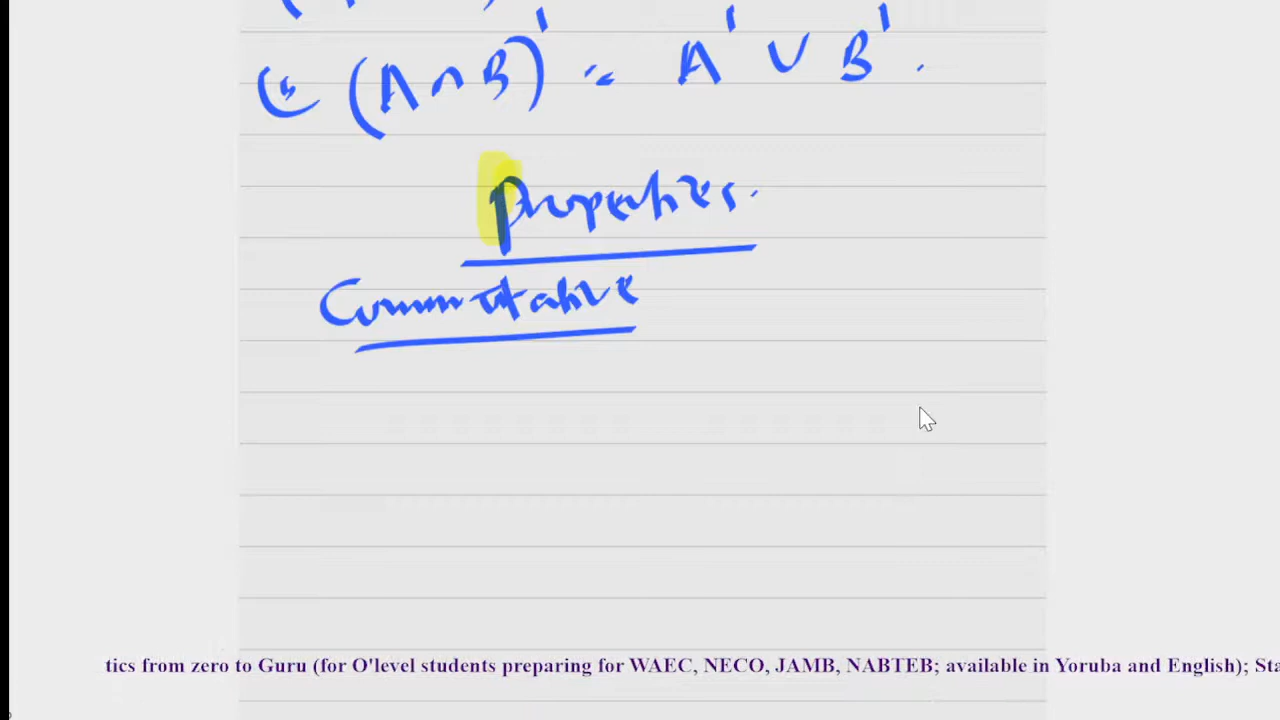 (A ∩ B)' = A' ∪ B'.
Properties.
Commutative
tics from zero to Guru (for O'level students preparing for WAEC, NECO, JAMB, NABTEB; available in Yoruba and English); Sta